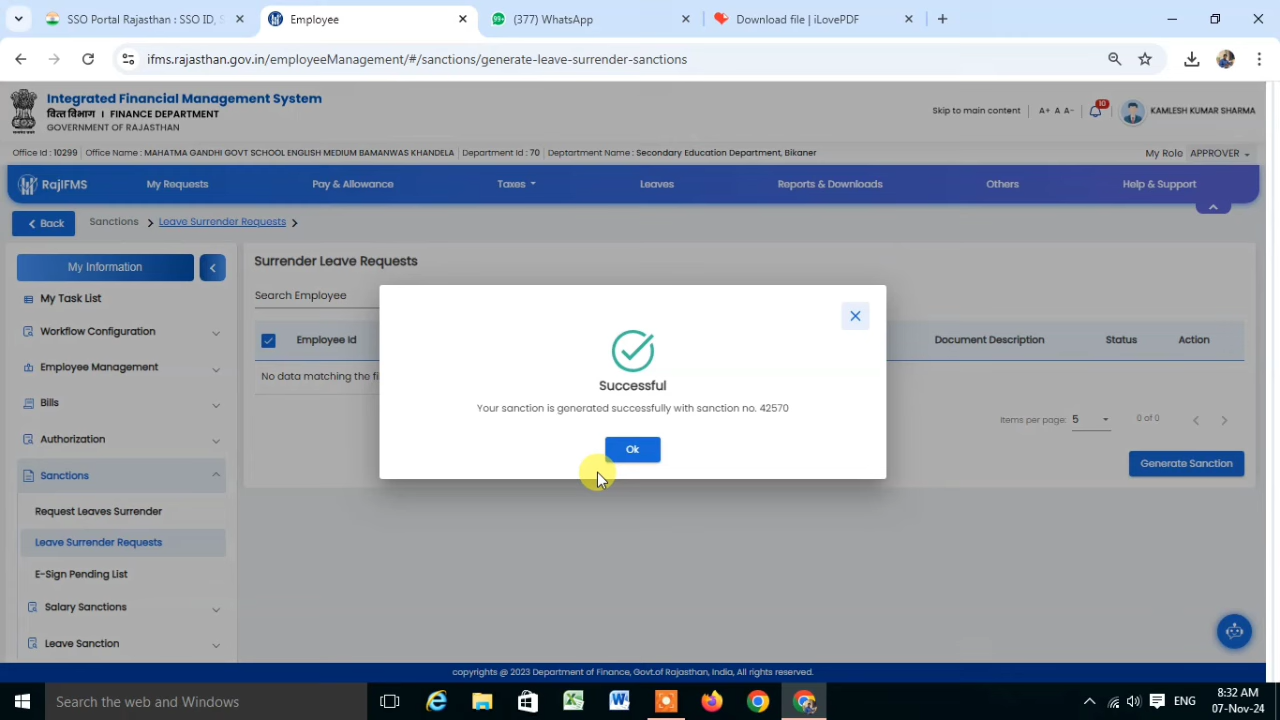 SSO Portal Rajasthan : SSO ID, S
Employee
(377) WhatsApp
Download file | iLovePDF
ifms.rajasthan.gov.in/employeeManagement/#/sanctions/generate-leave-surrender-sanctions
Integrated Financial Management System
वित्त विभाग I FINANCE DEPARTMENT
GOVERNMENT OF RAJASTHAN
Skip to main content
A+ A A-
10
KAMLESH KUMAR SHARMA
Office Id : 10299
Office Name : MAHATMA GANDHI GOVT SCHOOL ENGLISH MEDIUM BAMANWAS KHANDELA
Department Id : 70
Deptartment Name : Secondary Education Department, Bikaner
My Role APPROVER
RajIFMS
My Requests
Pay & Allowance
Taxes
Leaves
Reports & Downloads
Others
Help & Support
Back
Sanctions
Leave Surrender Requests
My Information
My Task List
Workflow Configuration
Employee Management
Bills
Authorization
Sanctions
Request Leaves Surrender
Leave Surrender Requests
E-Sign Pending List
Salary Sanctions
Leave Sanction
Surrender Leave Requests
Search Employee
Employee Id
Document Description
Status
Action
No data matching the fi
Items per page: 5
0 of 0
Generate Sanction
Successful
Your sanction is generated successfully with sanction no. 42570
Ok
copyrights @ 2023 Department of Finance, Govt.of Rajasthan, India, All rights reserved.
Search the web and Windows
ENG
8:32 AM
07-Nov-24